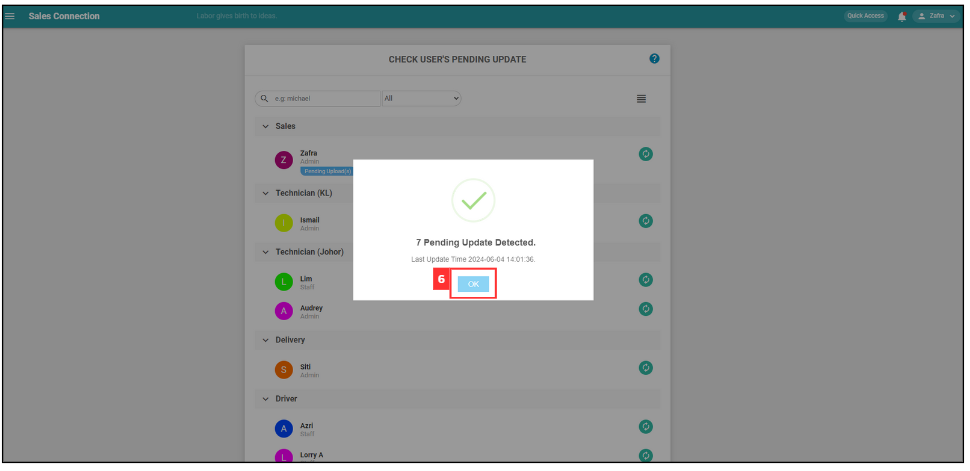 Sales Connection
Labor gives birth to ideas.
Quick Access
Zafra
CHECK USER'S PENDING UPDATE
?
e.g: michael
All
Sales
Z
Zafra
Admin
Pending Upload(s)
Technician (KL)
I
Ismail
Admin
7 Pending Update Detected.
Last Update Time 2024-06-04 14:01:36.
6
OK
Technician (Johor)
L
Lim
Staff
A
Audrey
Admin
Delivery
S
Siti
Admin
Driver
A
Azri
Staff
L
Lorry A